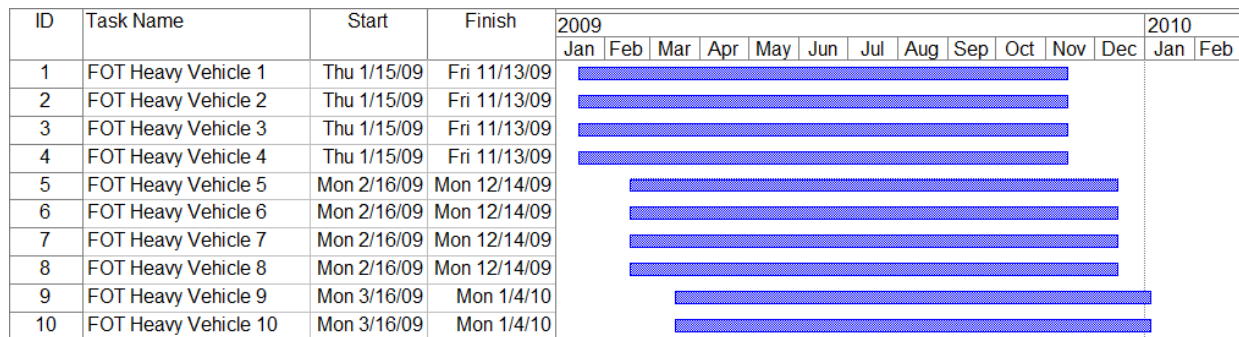 ID Task Name Start Finish 2009 2010
Jan Feb Mar Apr May Jun Jul Aug Sep Oct Nov Dec Jan Feb
1 FOT Heavy Vehicle 1 Thu 1/15/09 Fri 11/13/09
2 FOT Heavy Vehicle 2 Thu 1/15/09 Fri 11/13/09
3 FOT Heavy Vehicle 3 Thu 1/15/09 Fri 11/13/09
4 FOT Heavy Vehicle 4 Thu 1/15/09 Fri 11/13/09
5 FOT Heavy Vehicle 5 Mon 2/16/09 Mon 12/14/09
6 FOT Heavy Vehicle 6 Mon 2/16/09 Mon 12/14/09
7 FOT Heavy Vehicle 7 Mon 2/16/09 Mon 12/14/09
8 FOT Heavy Vehicle 8 Mon 2/16/09 Mon 12/14/09
9 FOT Heavy Vehicle 9 Mon 3/16/09 Mon 1/4/10
10 FOT Heavy Vehicle 10 Mon 3/16/09 Mon 1/4/10